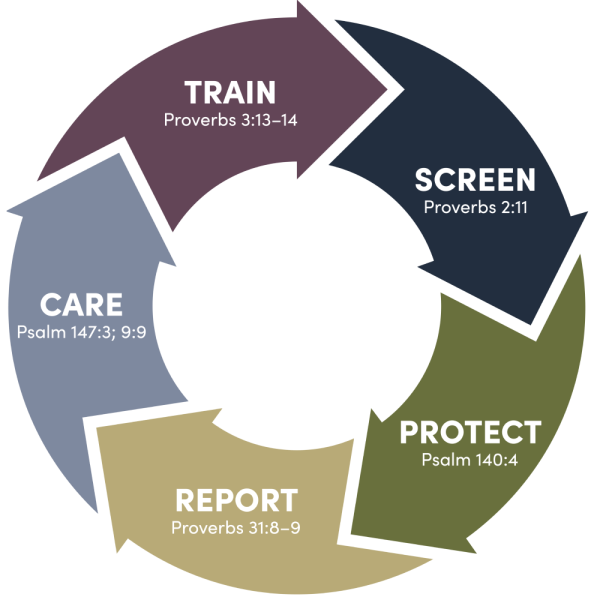 TRAIN
Proverbs 3:13–14
SCREEN
Proverbs 2:11
PROTECT
Psalm 140:4
REPORT
Proverbs 31:8–9
CARE
Psalm 147:3; 9:9